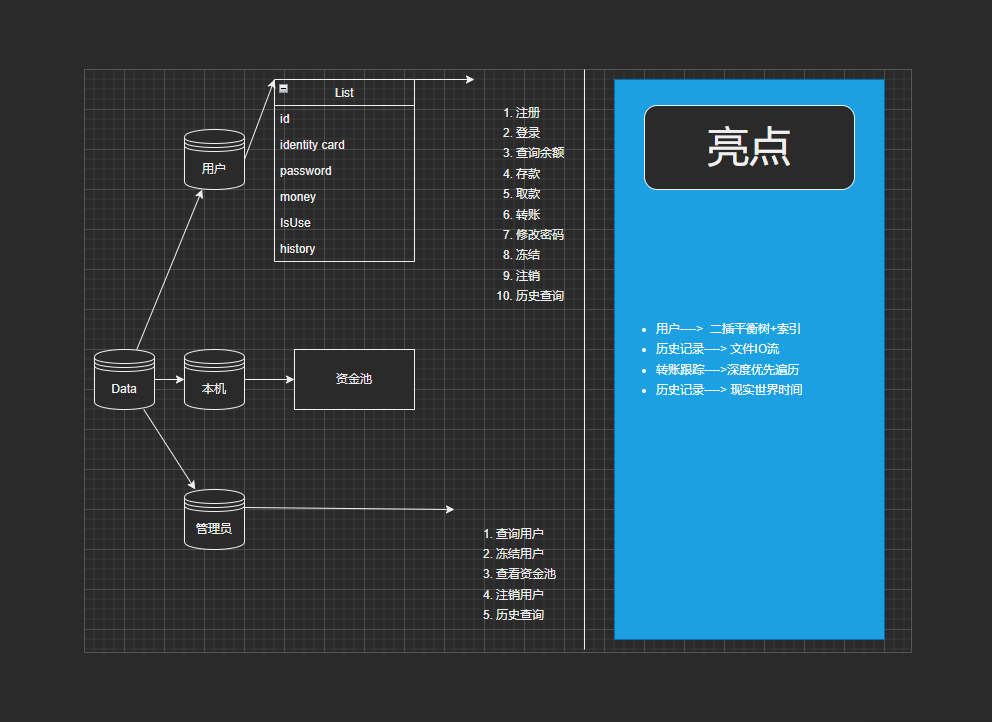 List
id
identity card
password
money
IsUse
history
用户
1. 注册
2. 登录
3. 查询余额
4. 存款
5. 取款
6. 转账
7. 修改密码
8. 冻结
9. 注销
10. 历史查询
Data
本机
资金池
管理员
1. 查询用户
2. 冻结用户
3. 查看资金池
4. 注销用户
5. 历史查询
亮点
• 用户----> 二插平衡树+索引
• 历史记录----> 文件IO流
• 转账跟踪---->深度优先遍历
• 历史记录----> 现实世界时间